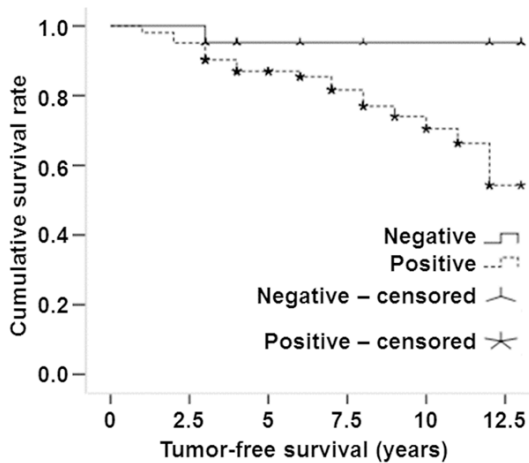 Cumulative survival rate
1.0
0.8
0.6
0.4
0.2
0.0
Negative
Positive
Negative – censored
Positive – censored
0 2.5 5 7.5 10 12.5
Tumor-free survival (years)